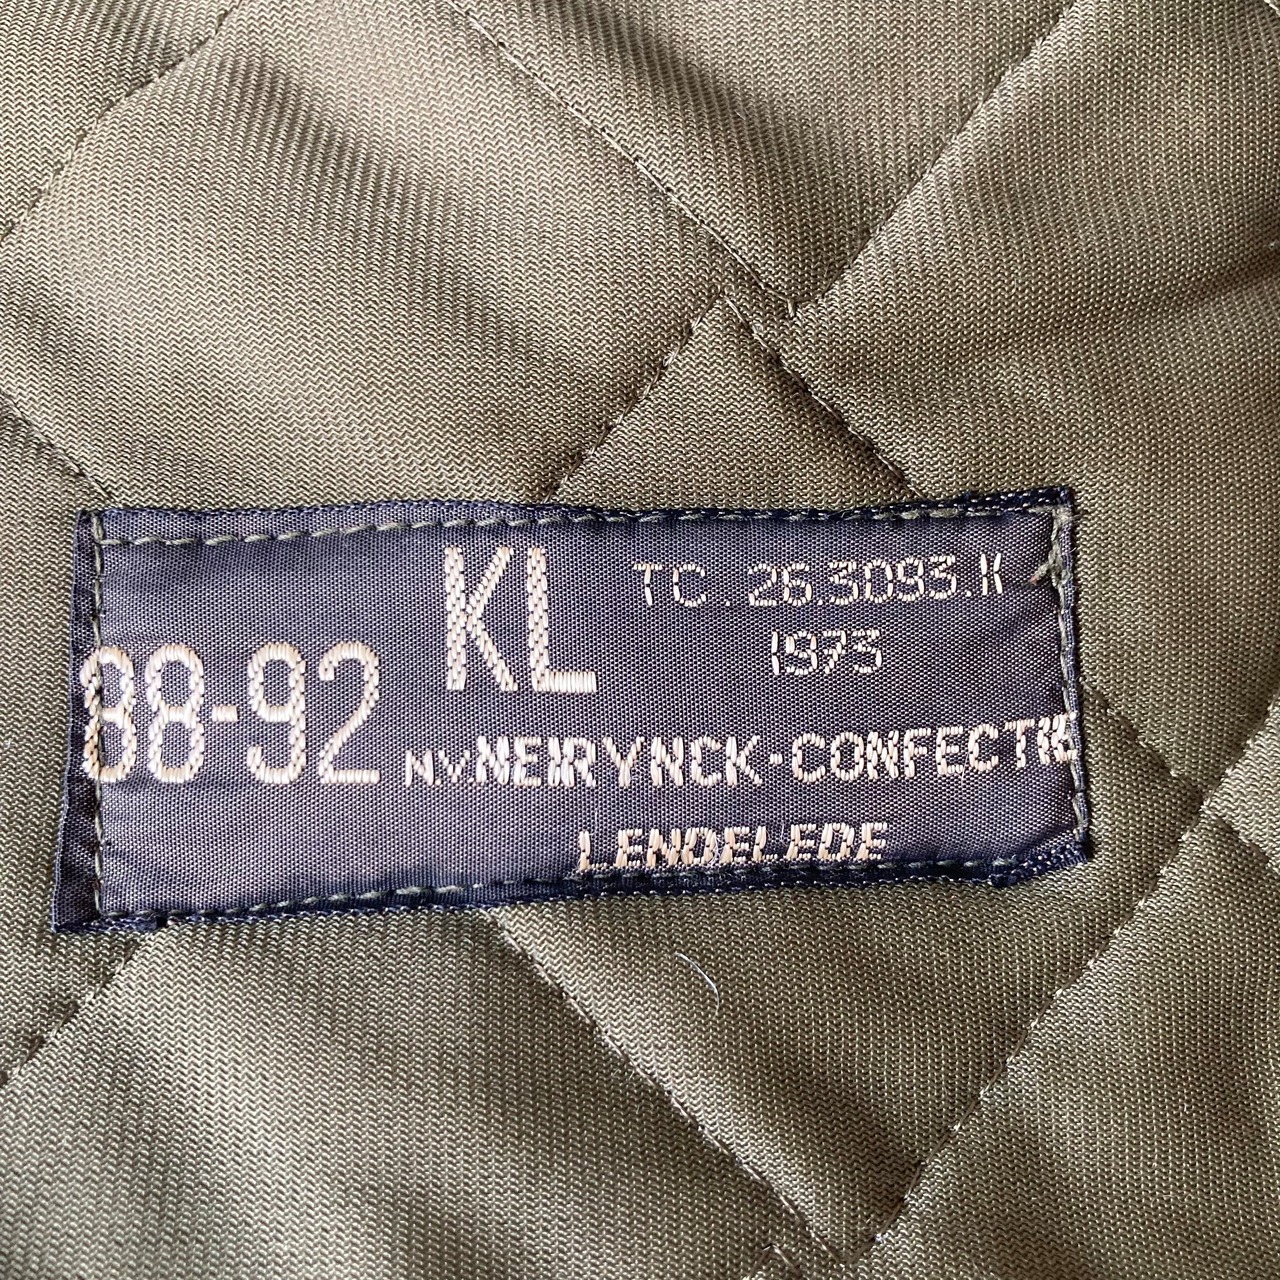 KL TC. 26.3093.K
1973
88-92
N.V. NEIRYNCK-CONFECTIE
LENDELEDE